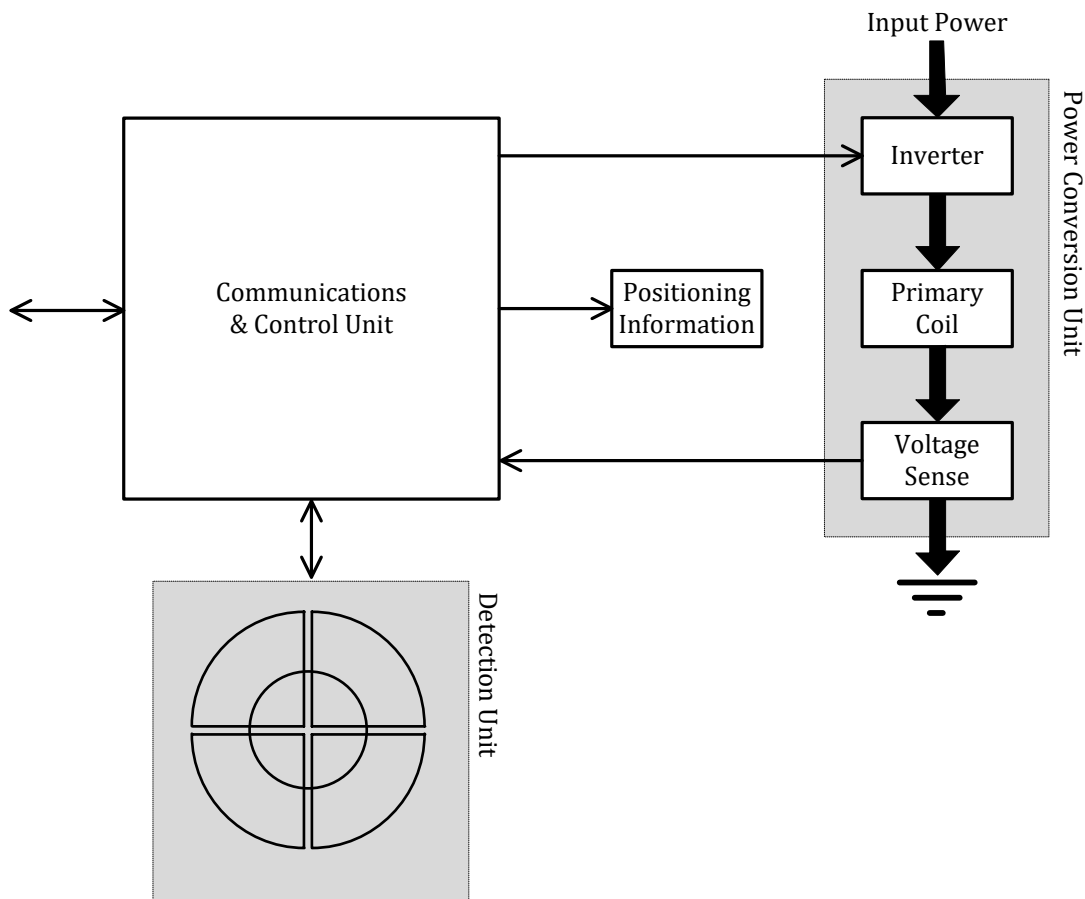 Input Power
Inverter
Power Conversion Unit
Communications
& Control Unit
Positioning
Information
Primary
Coil
Voltage
Sense
Detection Unit